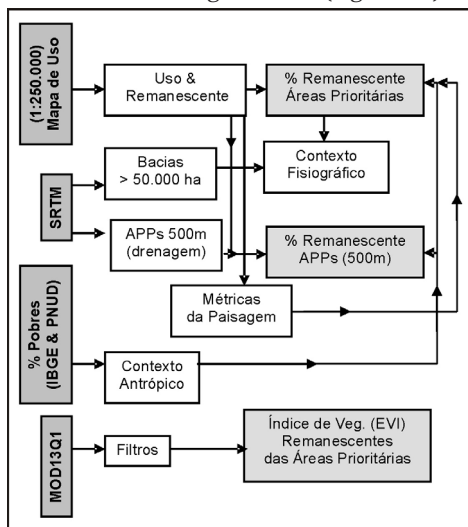 (1:250.000)
Mapa de Uso
Uso &
Remanescente
% Remanescente
Áreas Prioritárias
SRTM
Bacias
> 50.000 ha
Contexto
Fisiográfico
APPs 500m
(drenagem)
% Remanescente
APPs (500m)
Métricas
da Paisagem
% Pobres
(IBGE & PNUD)
Contexto
Antrópico
MOD13Q1
Filtros
Índice de Veg. (EVI)
Remanescentes
das Áreas Prioritárias